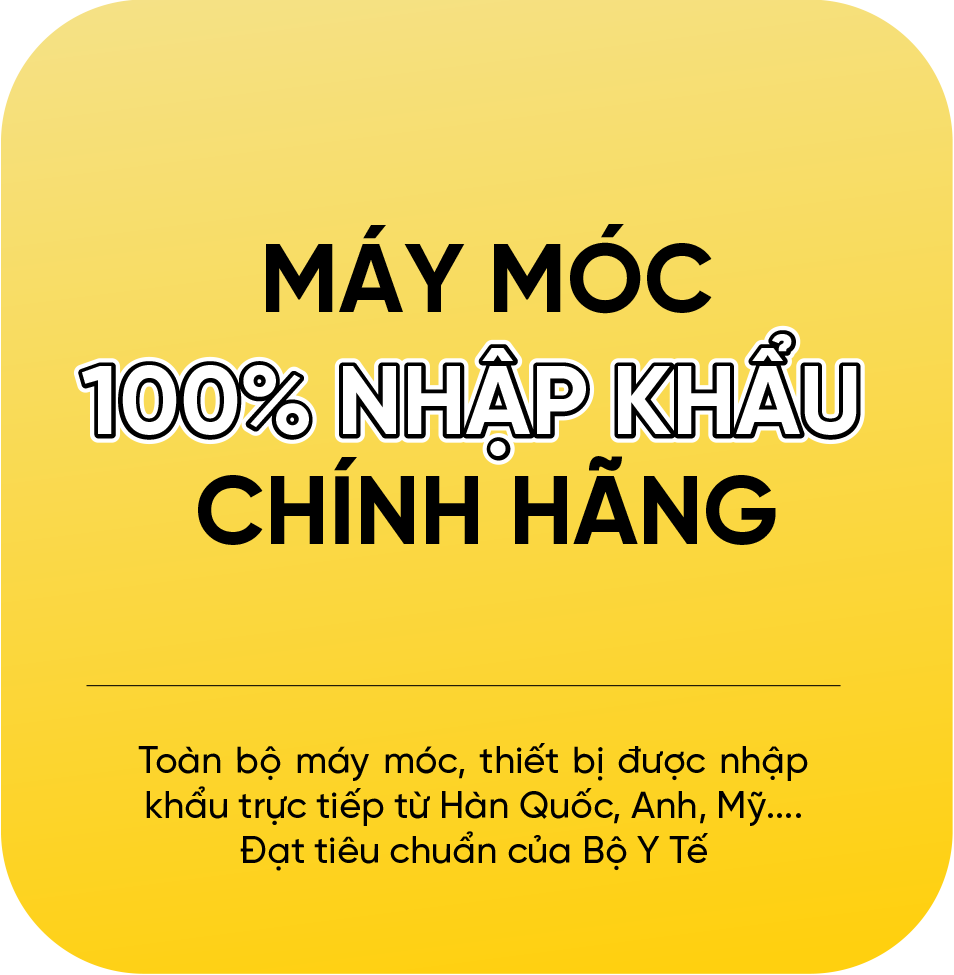 MÁY MÓC
100% NHẬP KHẨU
CHÍNH HÃNG
Toàn bộ máy móc, thiết bị được nhập
khẩu trực tiếp từ Hàn Quốc, Anh, Mỹ....
Đạt tiêu chuẩn của Bộ Y Tế